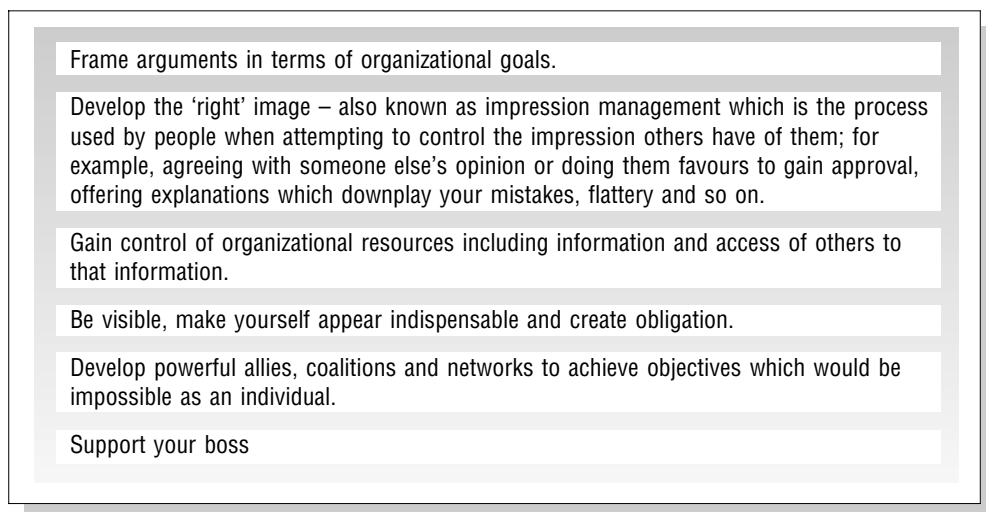 Frame arguments in terms of organizational goals.
Develop the ‘right’ image – also known as impression management which is the process
used by people when attempting to control the impression others have of them; for
example, agreeing with someone else’s opinion or doing them favours to gain approval,
offering explanations which downplay your mistakes, flattery and so on.
Gain control of organizational resources including information and access of others to
that information.
Be visible, make yourself appear indispensable and create obligation.
Develop powerful allies, coalitions and networks to achieve objectives which would be
impossible as an individual.
Support your boss